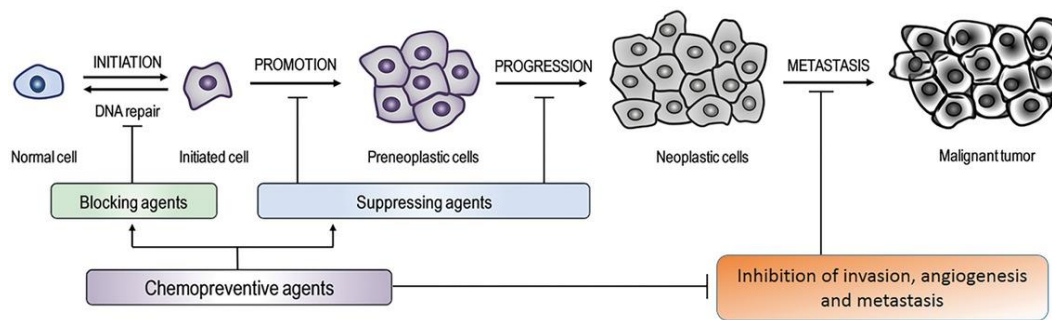 INITIATION
PROMOTION
PROGRESSION
METASTASIS
DNA repair
Normal cell
Initiated cell
Preneoplastic cells
Neoplastic cells
Malignant tumor
Blocking agents
Suppressing agents
Chemopreventive agents
Inhibition of invasion, angiogenesis
and metastasis